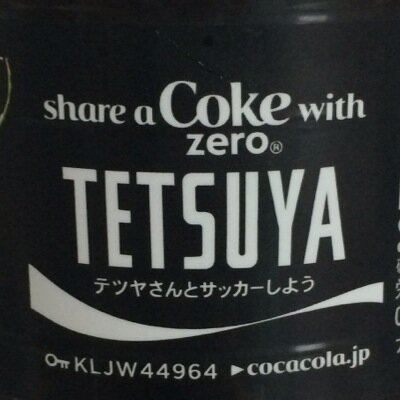 share a Coke with
zero®
TETSUYA
テツヤさんとサッカーしよう
KLJW44964 ▶cocacola.jp